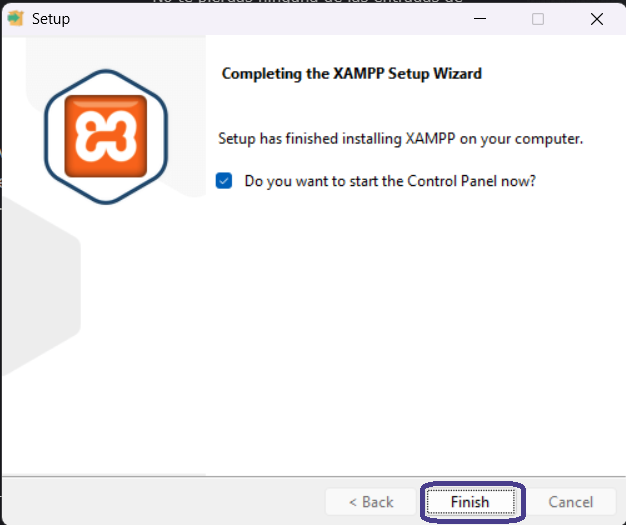 No te pierdas ninguna de las entradas de
Setup
Completing the XAMPP Setup Wizard
Setup has finished installing XAMPP on your computer.
Do you want to start the Control Panel now?
< Back
Finish
Cancel